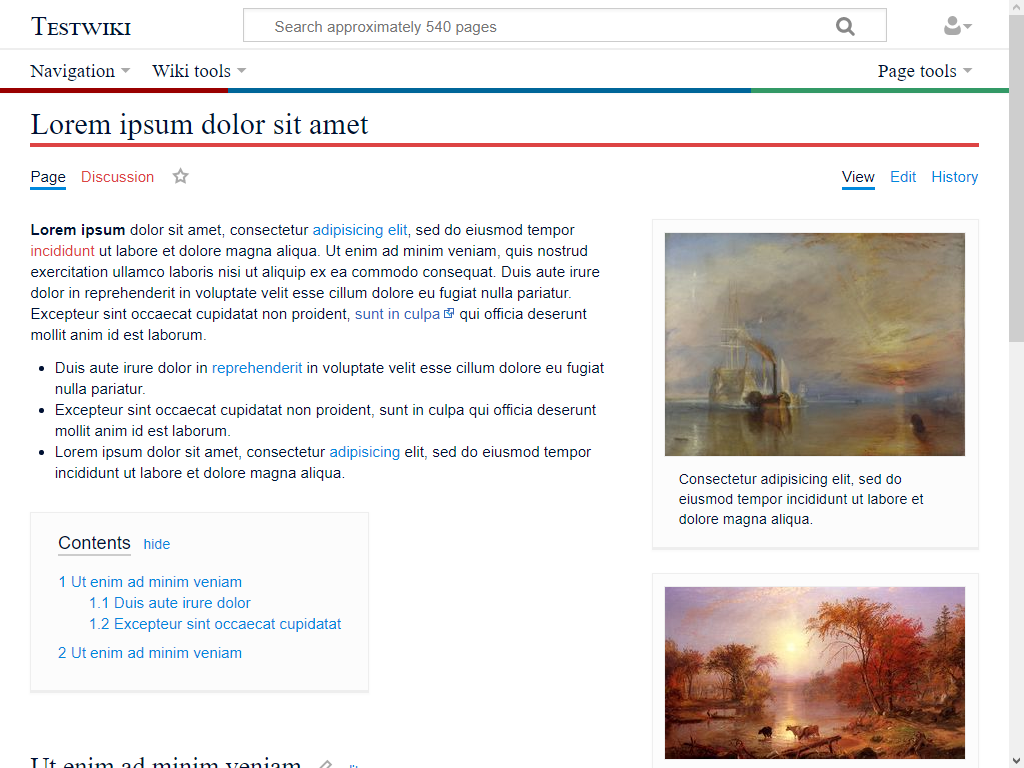 Testwiki
Search approximately 540 pages
Navigation
Wiki tools
Page tools
Lorem ipsum dolor sit amet
Page
Discussion
View
Edit
History
Lorem ipsum dolor sit amet, consectetur adipisicing elit, sed do eiusmod tempor
incididunt ut labore et dolore magna aliqua. Ut enim ad minim veniam, quis nostrud
exercitation ullamco laboris nisi ut aliquip ex ea commodo consequat. Duis aute irure
dolor in reprehenderit in voluptate velit esse cillum dolore eu fugiat nulla pariatur.
Excepteur sint occaecat cupidatat non proident, sunt in culpa qui officia deserunt
mollit anim id est laborum.
Duis aute irure dolor in reprehenderit in voluptate velit esse cillum dolore eu fugiat
nulla pariatur.
Excepteur sint occaecat cupidatat non proident, sunt in culpa qui officia deserunt
mollit anim id est laborum.
Lorem ipsum dolor sit amet, consectetur adipisicing elit, sed do eiusmod tempor
incididunt ut labore et dolore magna aliqua.
Consectetur adipisicing elit, sed do
eiusmod tempor incididunt ut labore et
dolore magna aliqua.
Contents hide
1 Ut enim ad minim veniam
1.1 Duis aute irure dolor
1.2 Excepteur sint occaecat cupidatat
2 Ut enim ad minim veniam
Ut enim ad minim veniam